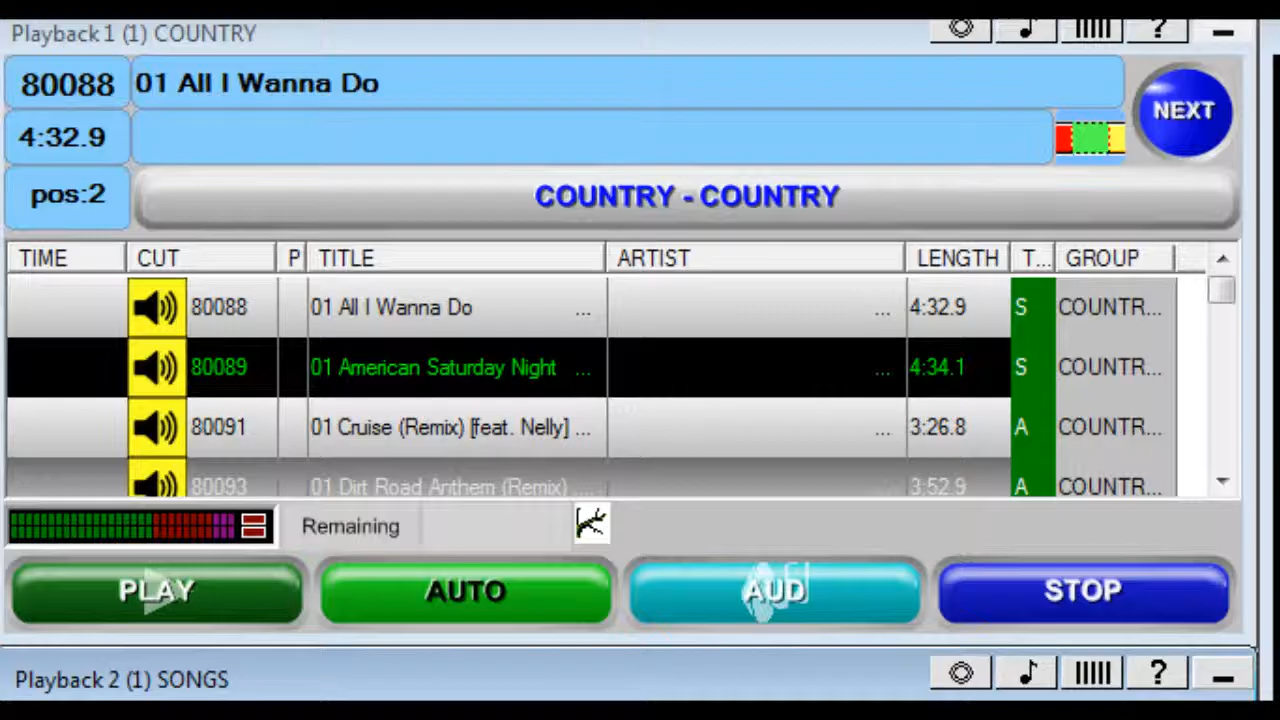 Playback 1 (1) COUNTRY ?
80088 01 All I Wanna Do
NEXT
4:32.9
pos:2 COUNTRY - COUNTRY
TIME CUT P TITLE ARTIST LENGTH T... GROUP
80088 01 All I Wanna Do ... ... 4:32.9 S COUNTR...
80089 01 American Saturday Night ... ... 4:34.1 S COUNTR...
80091 01 Cruise (Remix) [feat. Nelly] ... ... 3:26.8 A COUNTR...
80093 01 Dirt Road Anthem (Remix) ... ... 3:52.9 A COUNTR...
Remaining
PLAY AUTO AUD STOP
Playback 2 (1) SONGS ?